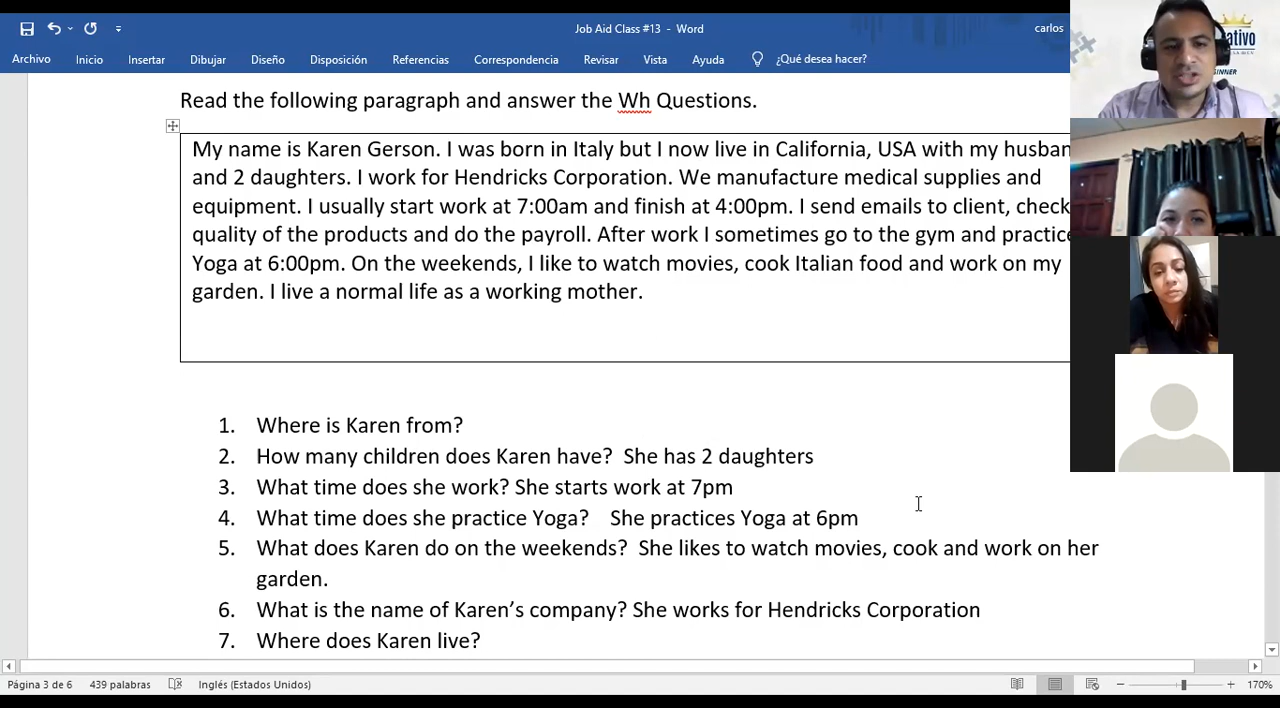 Job Aid Class #13 - Word
carlos
Archivo Inicio Insertar Dibujar Diseño Disposición Referencias Correspondencia Revisar Vista Ayuda ¿Qué desea hacer?
ativo
INNER
Read the following paragraph and answer the Wh Questions.
My name is Karen Gerson. I was born in Italy but I now live in California, USA with my husban
and 2 daughters. I work for Hendricks Corporation. We manufacture medical supplies and
equipment. I usually start work at 7:00am and finish at 4:00pm. I send emails to client, check
quality of the products and do the payroll. After work I sometimes go to the gym and practice
Yoga at 6:00pm. On the weekends, I like to watch movies, cook Italian food and work on my
garden. I live a normal life as a working mother.
1. Where is Karen from?
2. How many children does Karen have? She has 2 daughters
3. What time does she work? She starts work at 7pm
4. What time does she practice Yoga? She practices Yoga at 6pm
5. What does Karen do on the weekends? She likes to watch movies, cook and work on her
garden.
6. What is the name of Karen's company? She works for Hendricks Corporation
7. Where does Karen live?
Página 3 de 6 439 palabras Inglés (Estados Unidos) 170%